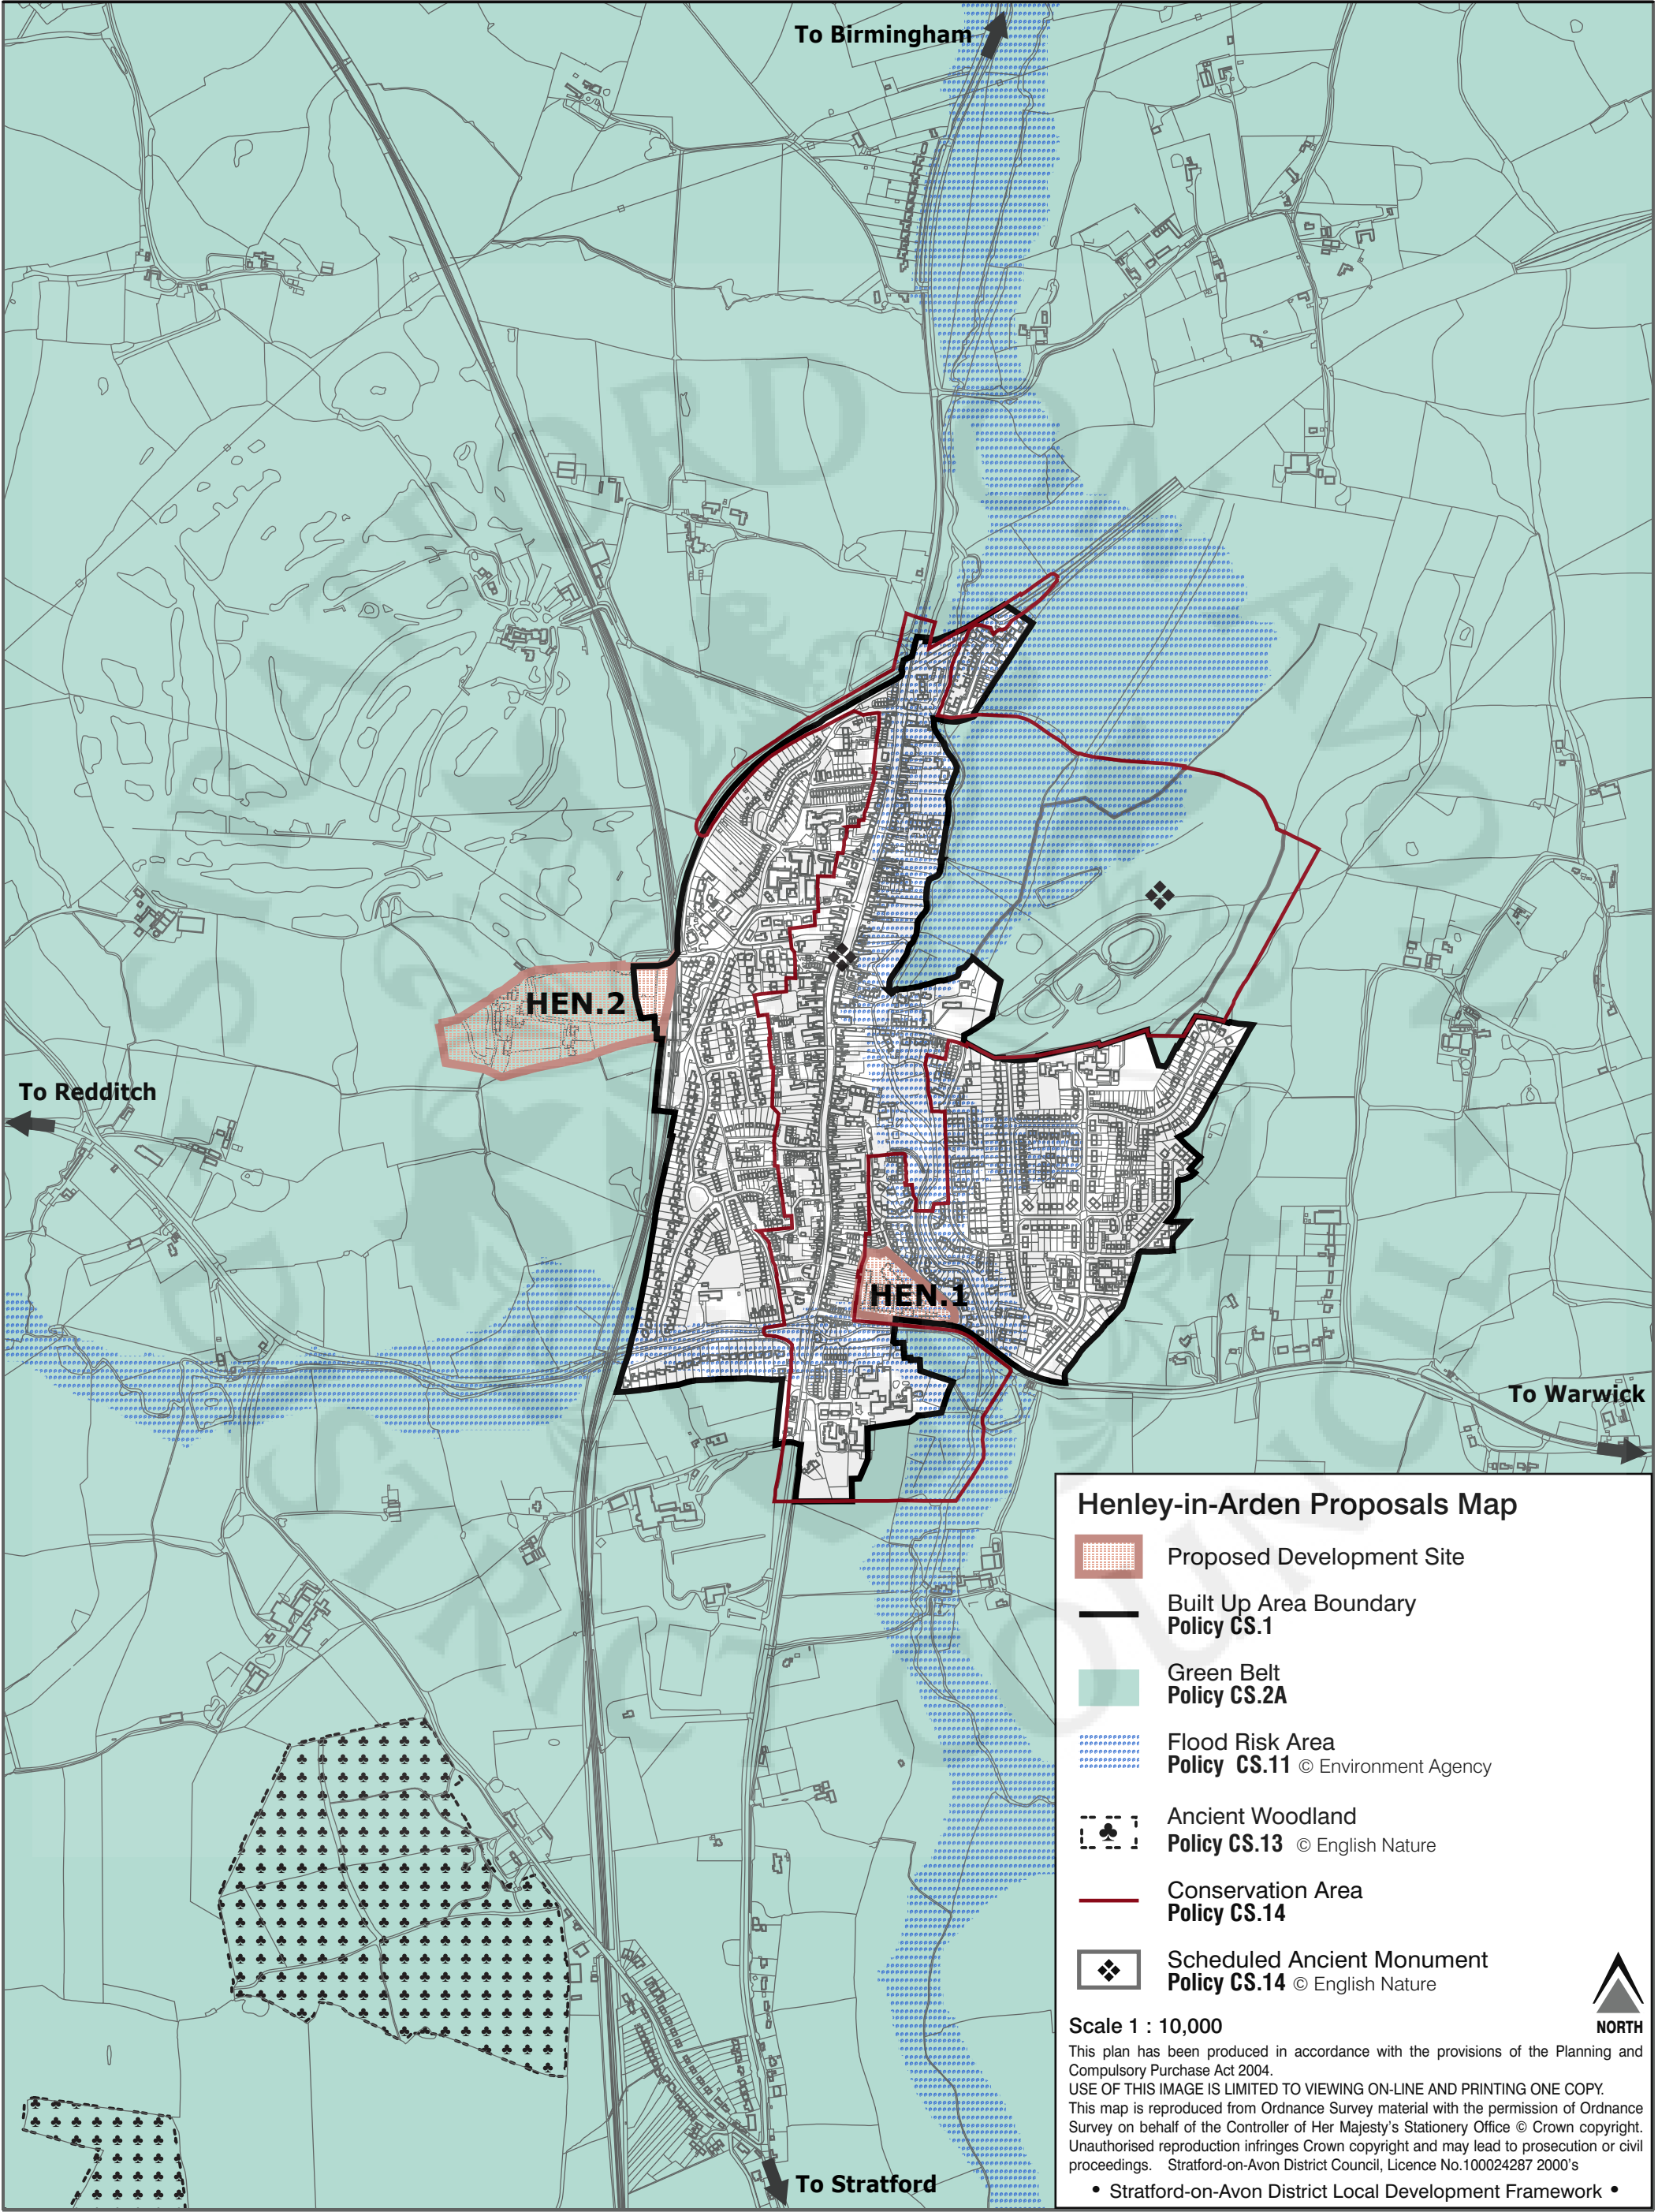 To Birmingham
HEN.2
To Redditch
HEN.1
To Warwick
To Stratford
STRATFORD ON AVON
DISTRICT COUNCIL
Henley-in-Arden Proposals Map
Proposed Development Site
Built Up Area Boundary
Policy CS.1
Green Belt
Policy CS.2A
Flood Risk Area
Policy CS.11 © Environment Agency
Ancient Woodland
Policy CS.13 © English Nature
Conservation Area
Policy CS.14
Scheduled Ancient Monument
Policy CS.14 © English Nature
NORTH
Scale 1 : 10,000
This plan has been produced in accordance with the provisions of the Planning and
Compulsory Purchase Act 2004.
USE OF THIS IMAGE IS LIMITED TO VIEWING ON-LINE AND PRINTING ONE COPY.
This map is reproduced from Ordnance Survey material with the permission of Ordnance
Survey on behalf of the Controller of Her Majesty's Stationery Office © Crown copyright.
Unauthorised reproduction infringes Crown copyright and may lead to prosecution or civil
proceedings. Stratford-on-Avon District Council, Licence No.100024287 2000's
• Stratford-on-Avon District Local Development Framework •